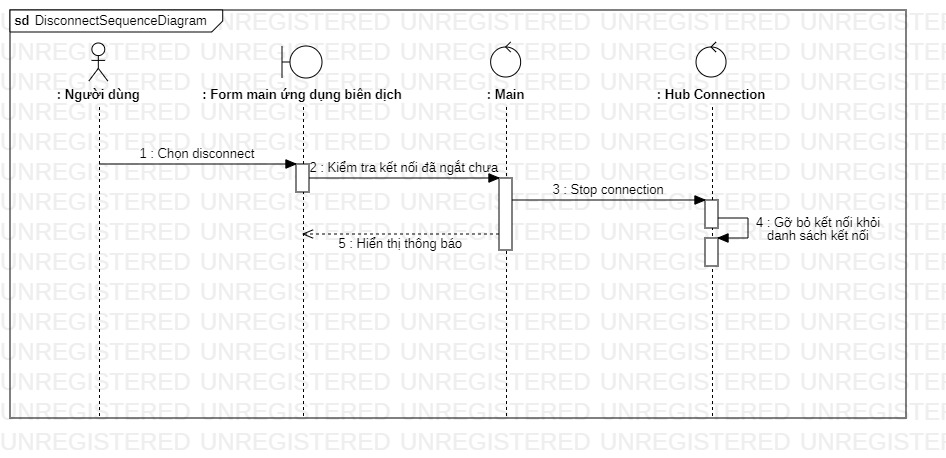 sd DisconnectSequenceDiagram
: Người dùng
: Form main ứng dụng biên dịch
: Main
: Hub Connection
1 : Chọn disconnect
2 : Kiểm tra kết nối đã ngắt chưa
3 : Stop connection
4 : Gỡ bỏ kết nối khỏi
danh sách kết nối
5 : Hiển thị thông báo
UNREGISTERED UNREGISTERED UNREGISTERED UNREGISTERED UNREGISTERED